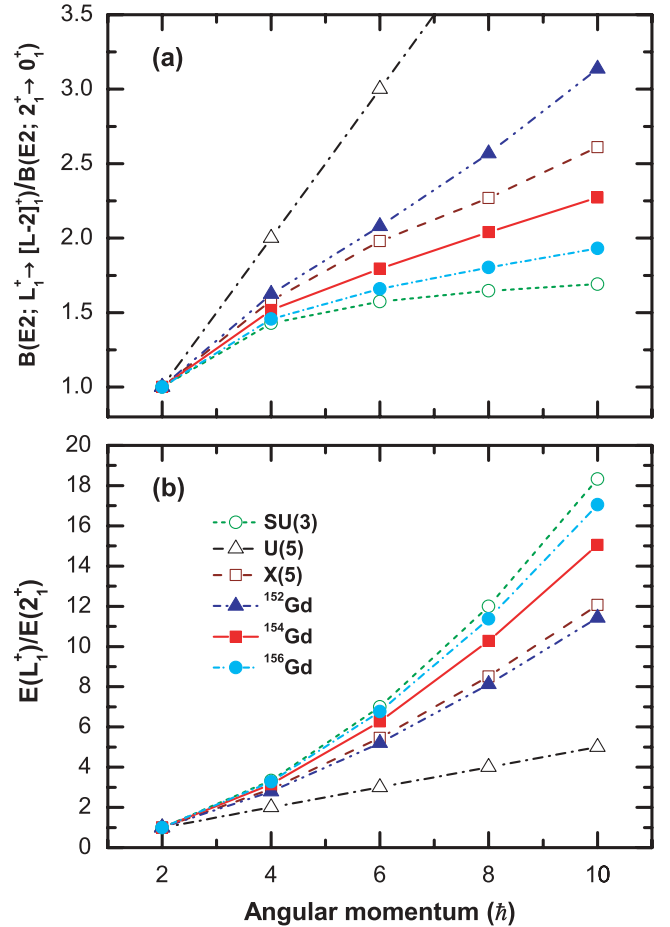 3.5
(a)
3.0
2.5
2.0
1.5
1.0
B(E2; L₁⁺→ [L-2]₁⁺)/B(E2; 2₁⁺→ 0₁⁺)
20
(b)
18
16
14
12
10
8
6
4
2
0
E(L₁⁺)/E(2₁⁺)
SU(3)
U(5)
X(5)
¹⁵²Gd
¹⁵⁴Gd
¹⁵⁶Gd
2 4 6 8 10
Angular momentum (ℏ)